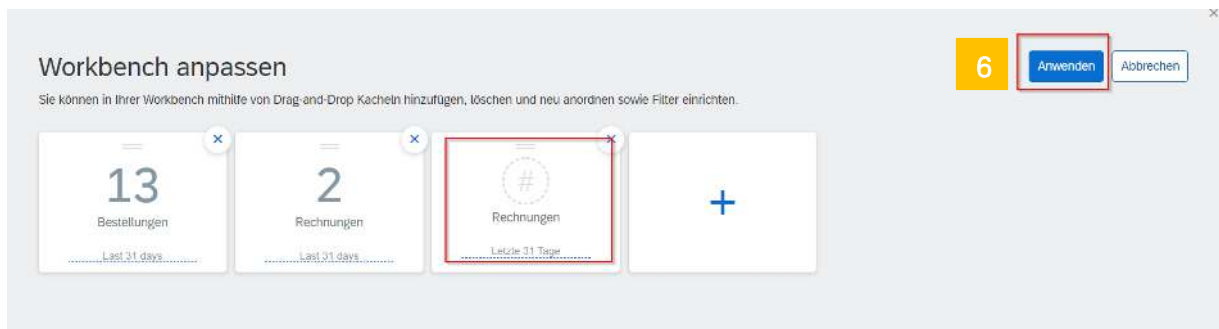 Workbench anpassen
6
Anwenden
Abbrechen
Sie können in Ihrer Workbench mithilfe von Drag-and-Drop Kacheln hinzufügen, löschen und neu anordnen sowie Filter einrichten.
13
Bestellungen
Last 31 days
2
Rechnungen
Last 31 days
#
Rechnungen
Letzte 31 Tage
+